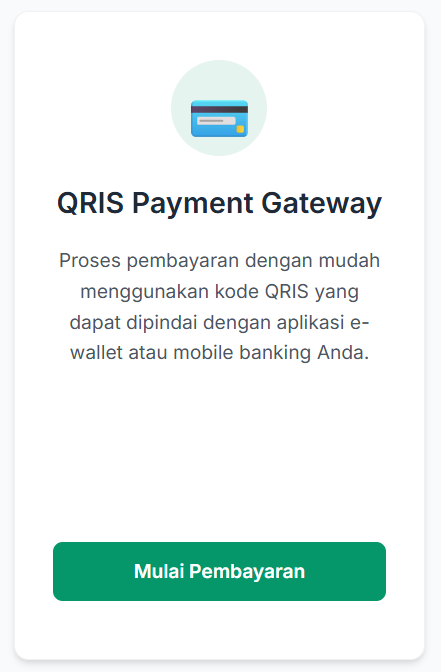 QRIS Payment Gateway
Proses pembayaran dengan mudah
menggunakan kode QRIS yang
dapat dipindai dengan aplikasi e-
wallet atau mobile banking Anda.
Mulai Pembayaran